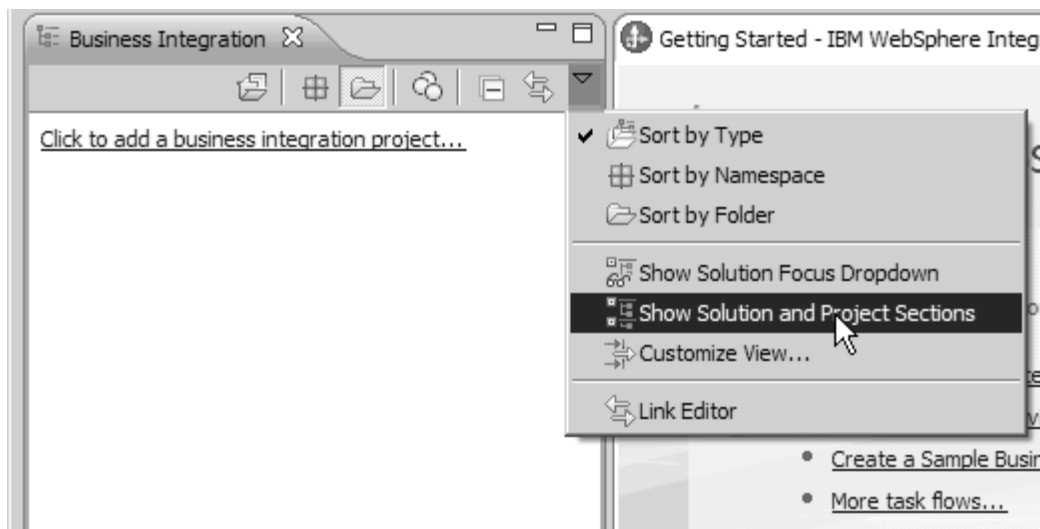 Business Integration
Getting Started - IBM WebSphere Integ
Click to add a business integration project...
Sort by Type
Sort by Namespace
Sort by Folder
Show Solution Focus Dropdown
Show Solution and Project Sections
Customize View...
Link Editor
Create a Sample Busin
More task flows...